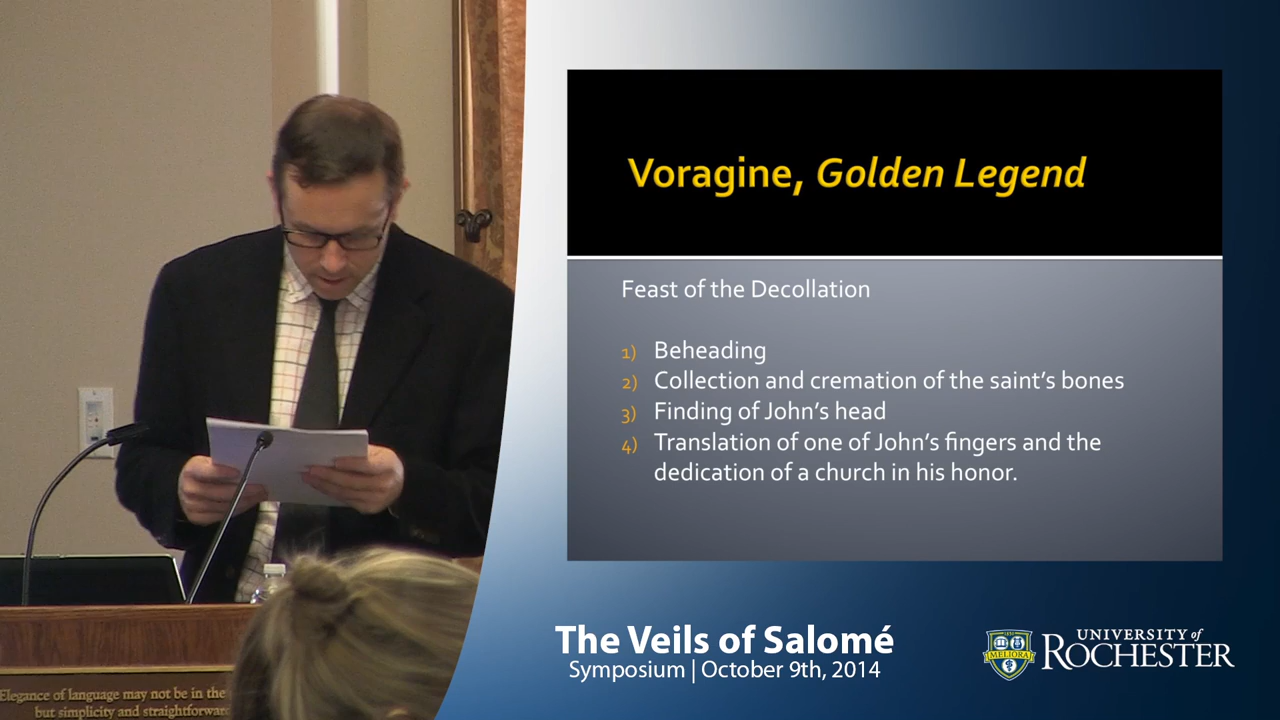 Voragine, Golden Legend
Feast of the Decollation
1) Beheading
2) Collection and cremation of the saint's bones
3) Finding of John's head
4) Translation of one of John's fingers and the
dedication of a church in his honor.
The Veils of Salomé
Symposium | October 9th, 2014
MELIORA
UNIVERSITY of
ROCHESTER
Elegance of language may not be in the
but simplicity and straightforward